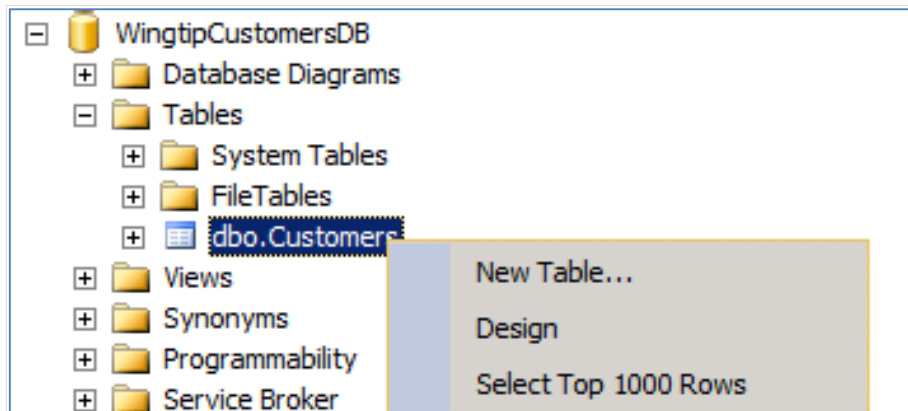 WingtipCustomersDB
Database Diagrams
Tables
System Tables
FileTables
dbo.Customers
New Table...
Views
Synonyms
Design
Programmability
Select Top 1000 Rows
Service Broker